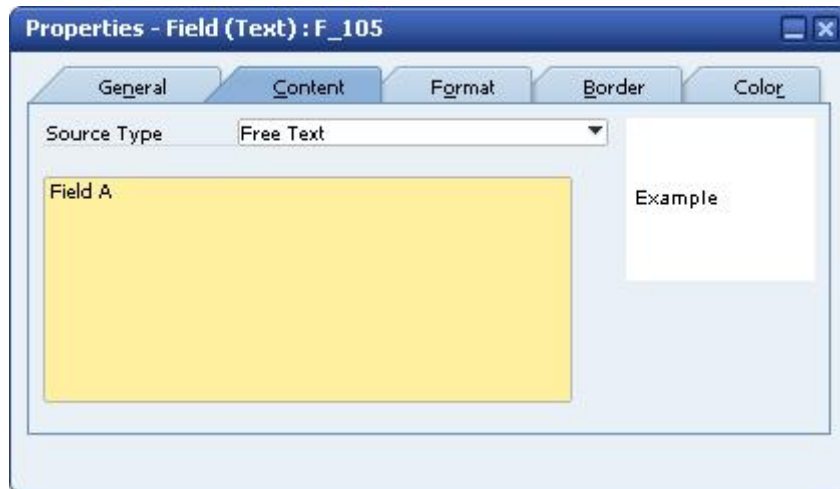 Properties - Field (Text) : F_105
General Content Format Border Color
Source Type Free Text
Field A
Example